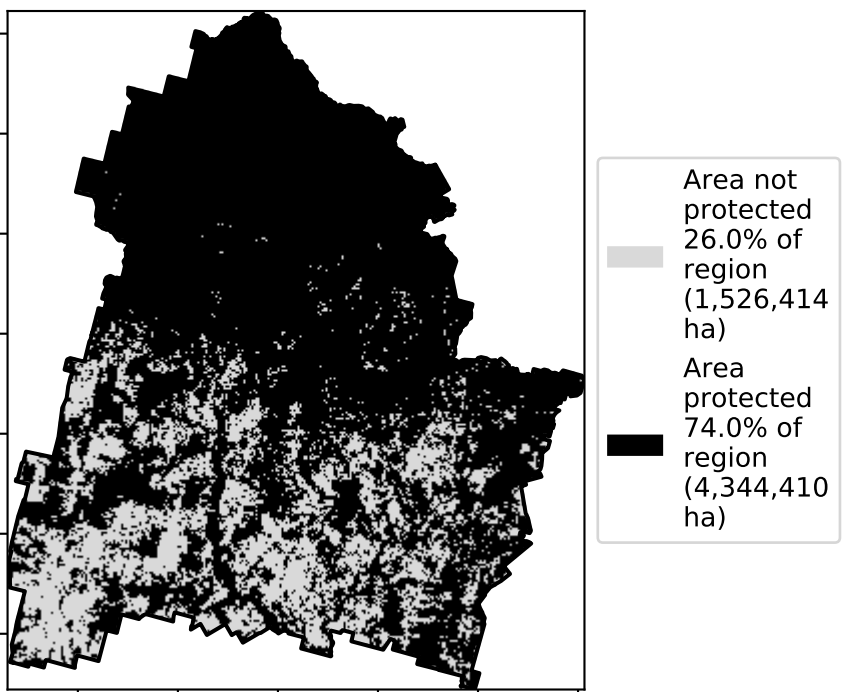 Area not
protected
26.0% of
region
(1,526,414
ha)
Area
protected
74.0% of
region
(4,344,410
ha)